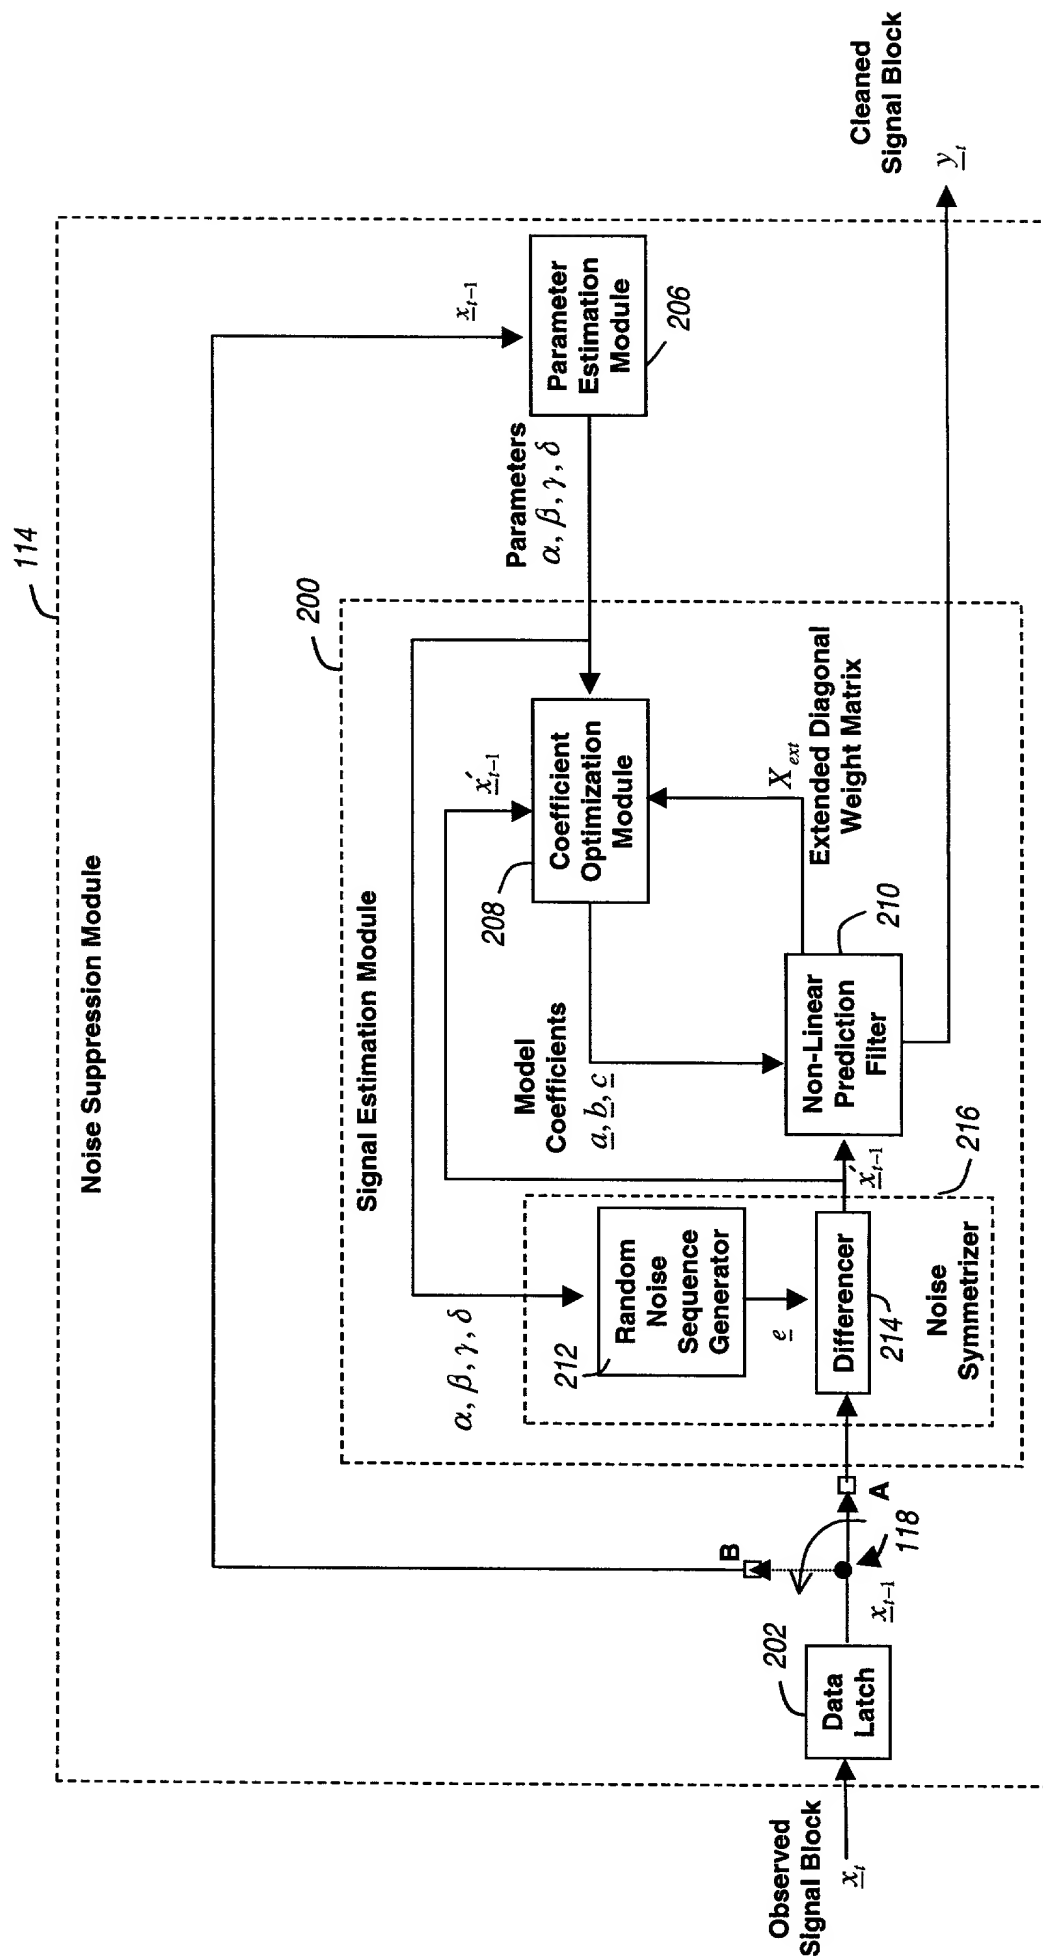 Noise Suppression Module
114
Signal Estimation Module
200
Observed
Signal Block
x_t
Data
Latch
202
x_{t-1}
118
A
B
x_{t-1}
Parameter
Estimation
Module
206
Parameters
α, β, γ, δ
α, β, γ, δ
Random
Noise
Sequence
Generator
212
e
Differencer
214
Noise
Symmetrizer
216
x′_{t-1}
x′_{t-1}
Coefficient
Optimization
Module
208
Model
Coefficients
a, b, c
Non-Linear
Prediction
Filter
210
X_{ext}
Extended Diagonal
Weight Matrix
Cleaned
Signal Block
y_t